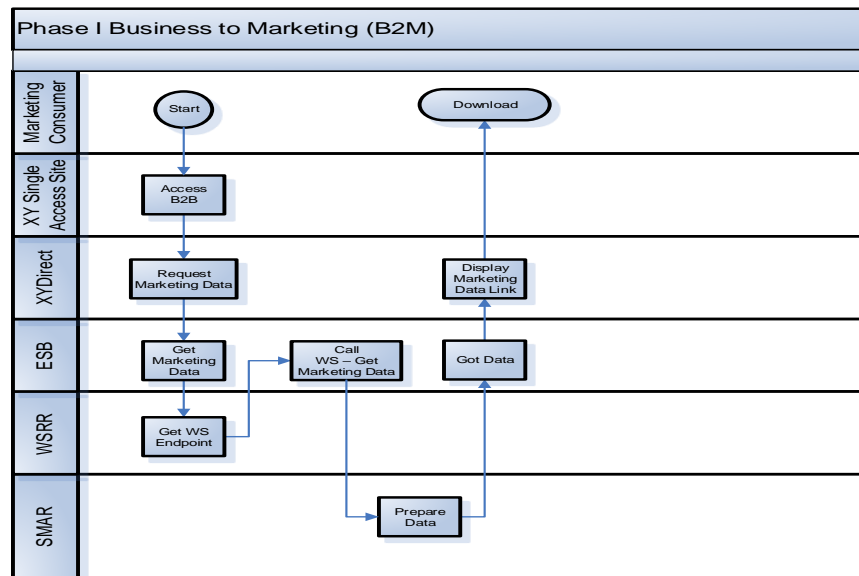 Phase I Business to Marketing (B2M)
Marketing
Consumer
Start
Download
XY Single
Access Site
Access
B2B
XYDirect
Request
Marketing Data
Display
Marketing
Data Link
ESB
Get
Marketing
Data
Call
WS – Get
Marketing Data
Got Data
WSRR
Get WS
Endpoint
SMAR
Prepare
Data